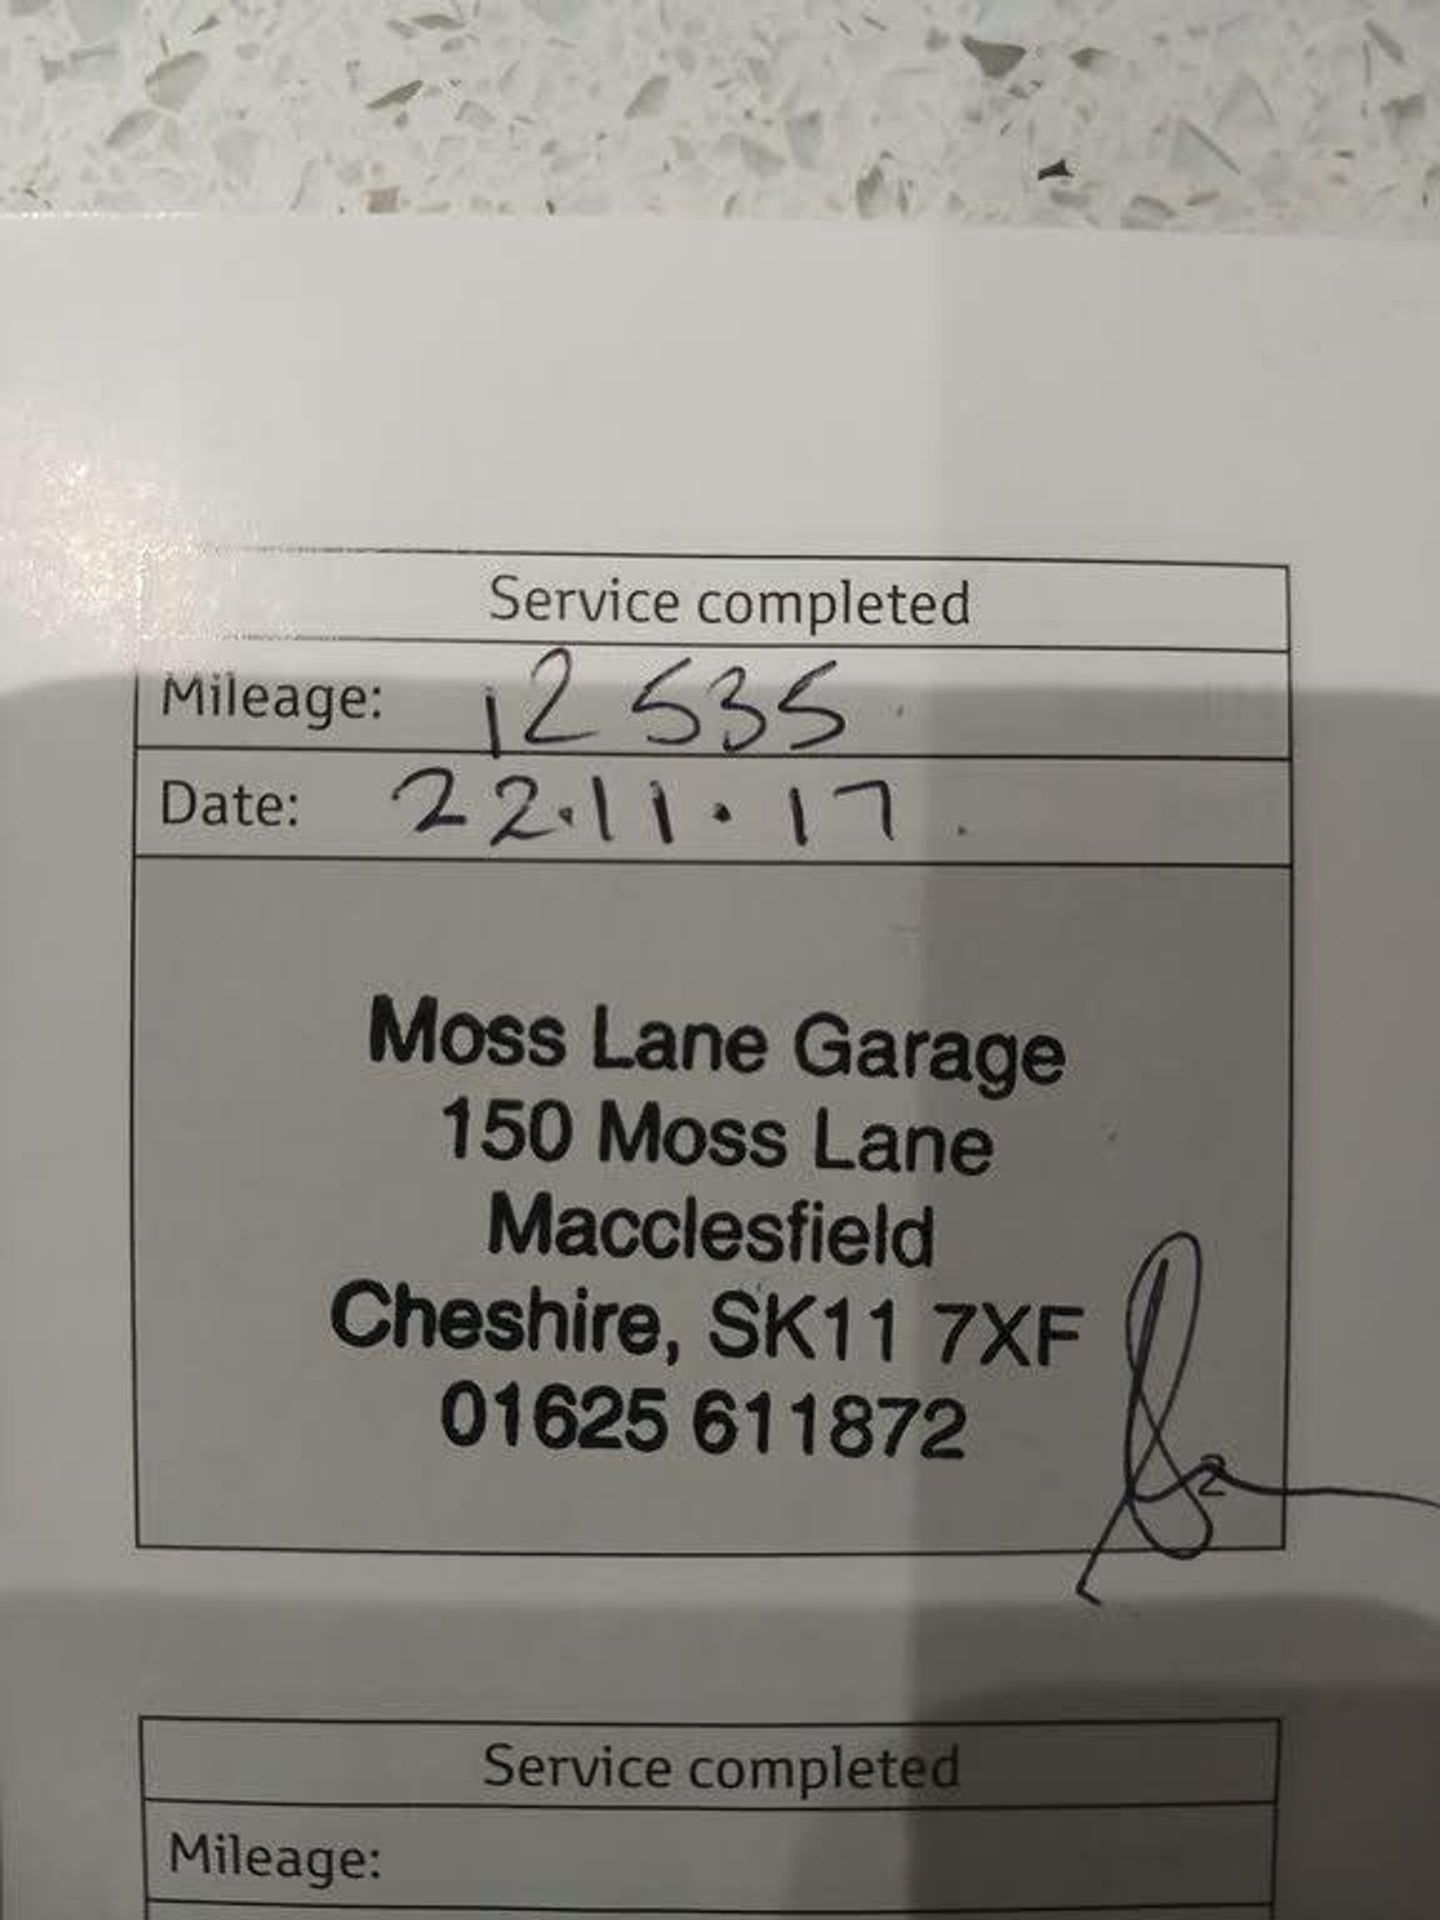 Service completed
Mileage: 12535
Date: 22.11.17.
Moss Lane Garage
150 Moss Lane
Macclesfield
Cheshire, SK11 7XF
01625 611872
2
Service completed
Mileage: